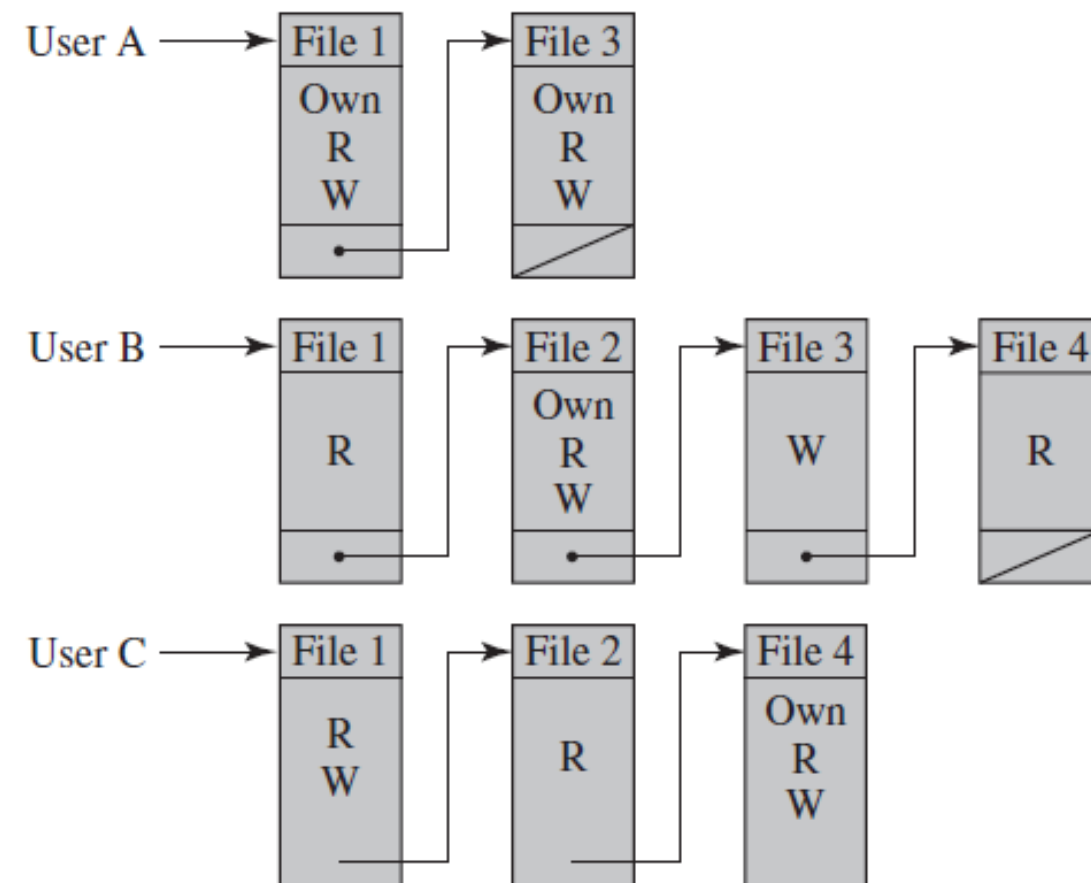 User A
File 1
Own
R
W
File 3
Own
R
W
User B
File 1
R
File 2
Own
R
W
File 3
W
File 4
R
User C
File 1
R
W
File 2
R
File 4
Own
R
W